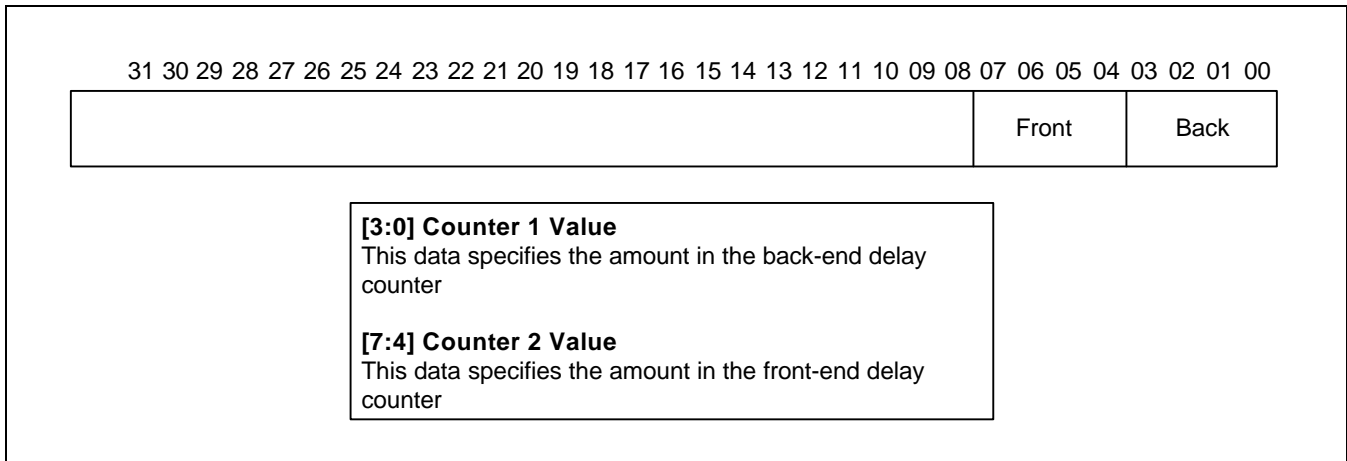 31 30 29 28 27 26 25 24 23 22 21 20 19 18 17 16 15 14 13 12 11 10 09 08 07 06 05 04 03 02 01 00
Front Back
[3:0] Counter 1 Value
This data specifies the amount in the back-end delay
counter
[7:4] Counter 2 Value
This data specifies the amount in the front-end delay
counter